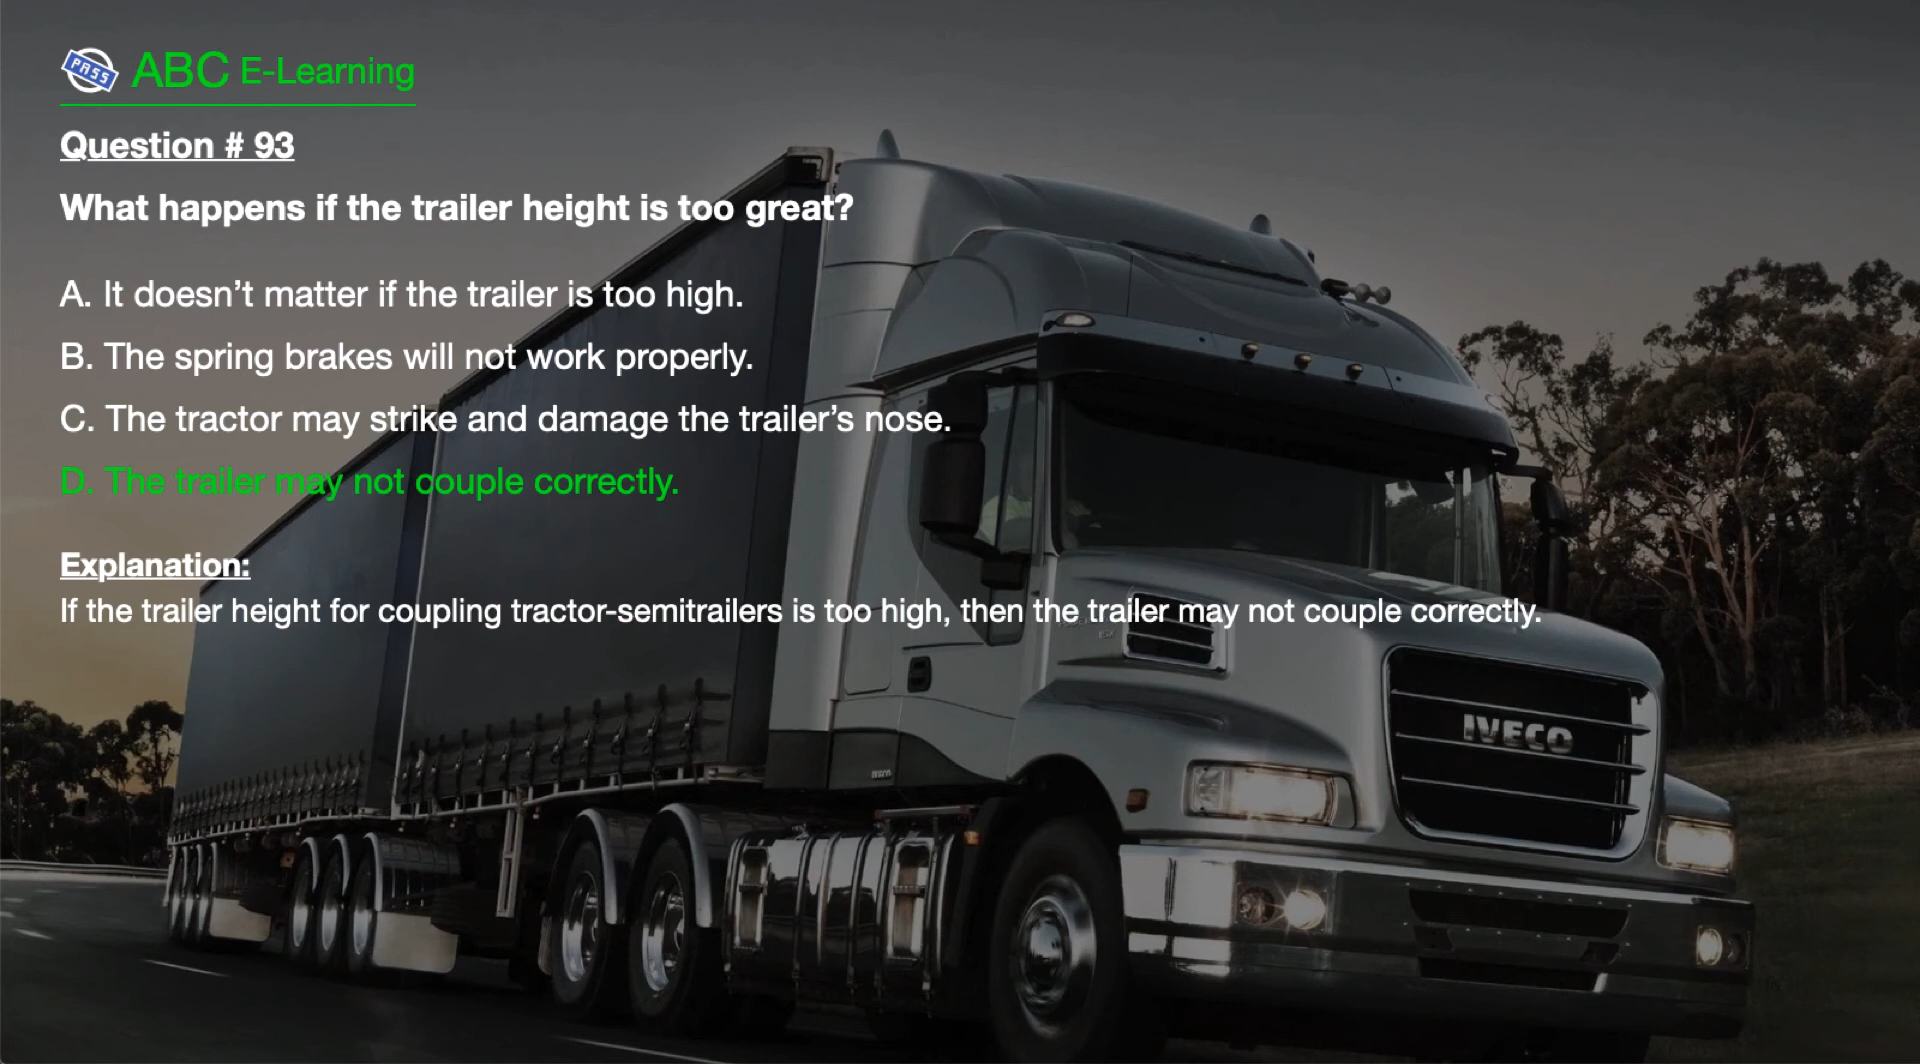 PASS ABC E-Learning
Question # 93
What happens if the trailer height is too great?
A. It doesn’t matter if the trailer is too high.
B. The spring brakes will not work properly.
C. The tractor may strike and damage the trailer’s nose.
D. The trailer may not couple correctly.
Explanation:
If the trailer height for coupling tractor-semitrailers is too high, then the trailer may not couple correctly.
IVECO
IVECO